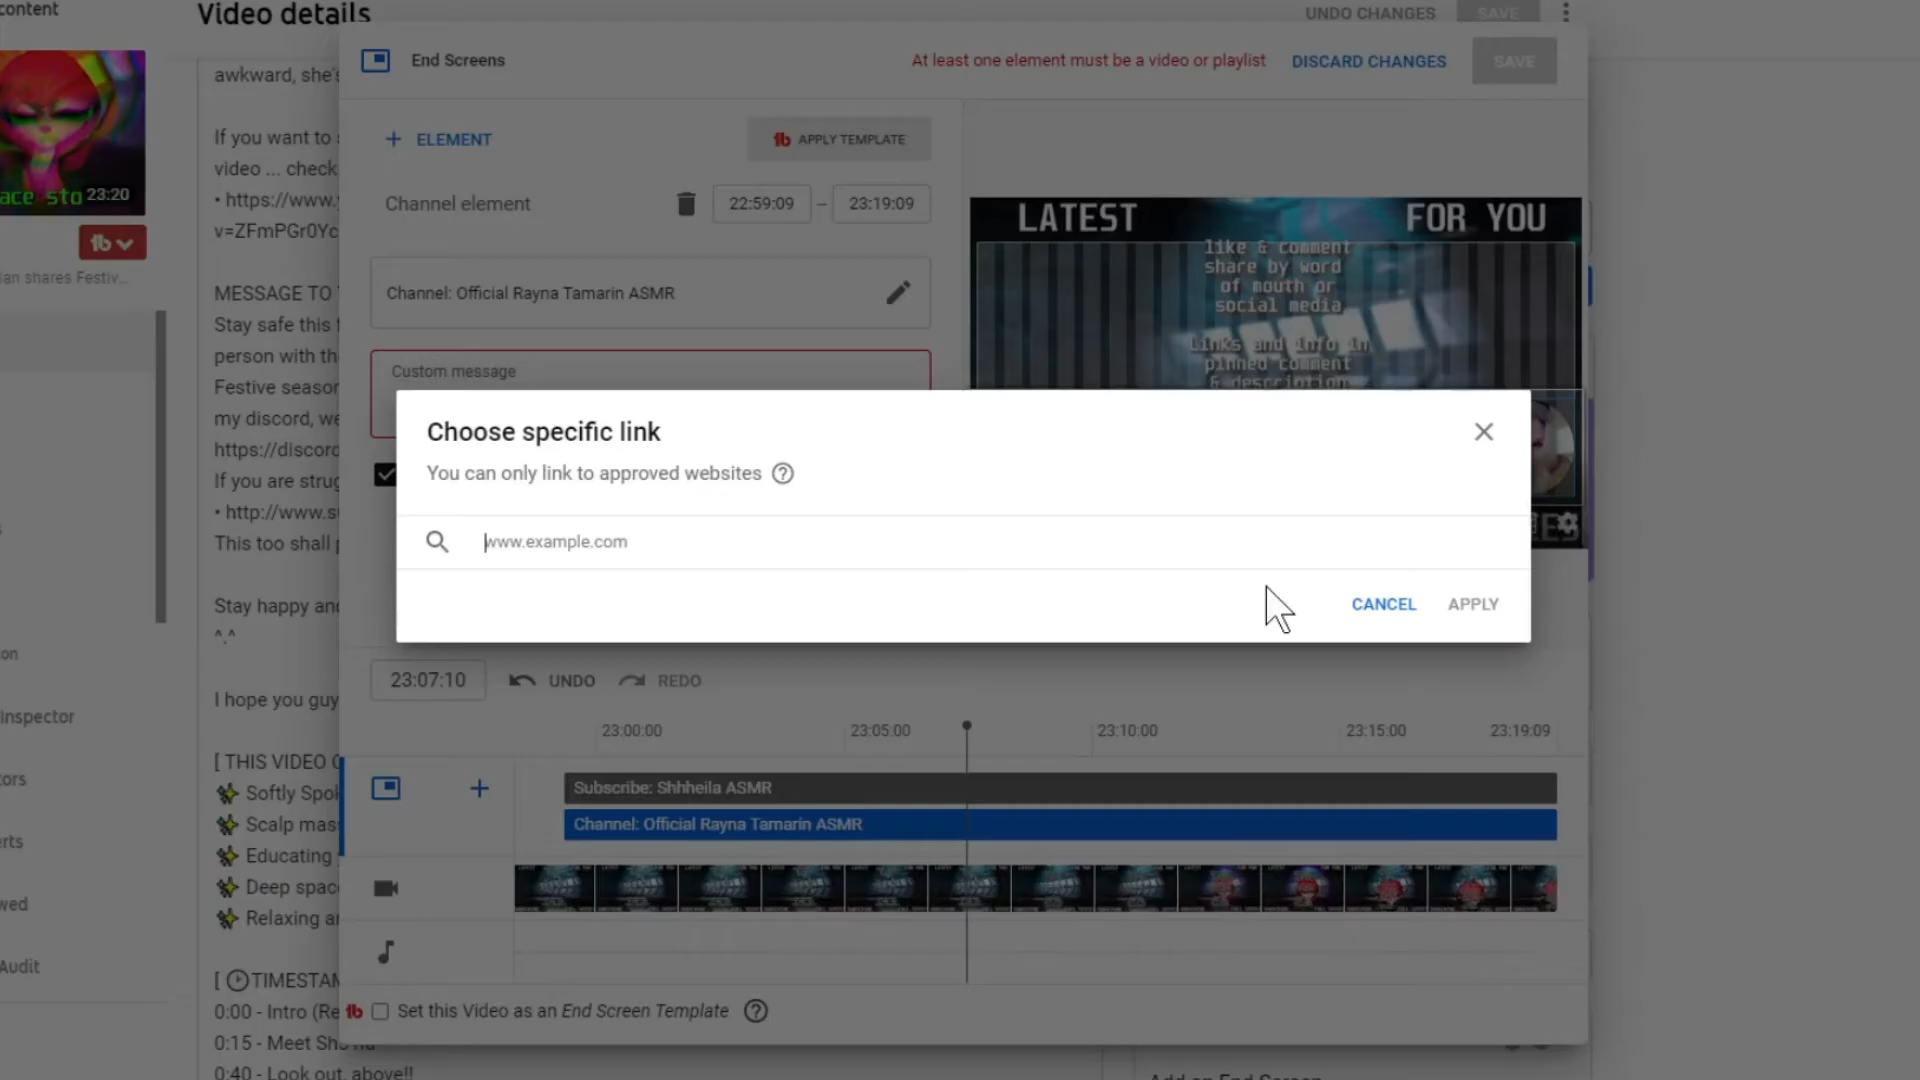 content
Video details
UNDO CHANGES
SAVE
End Screens
At least one element must be a video or playlist
DISCARD CHANGES
SAVE
ELEMENT
APPLY TEMPLATE
Channel element
22:59:09
–
23:19:09
Channel: Official Rayna Tamarin ASMR
Custom message
LATEST
FOR YOU
like & comment
share by word
of mouth or
social media
Links and info in
pinned comment
& description
Choose specific link
You can only link to approved websites
www.example.com
CANCEL
APPLY
23:07:10
UNDO
REDO
23:00:00
23:05:00
23:10:00
23:15:00
23:19:09
Subscribe: Shhheila ASMR
Channel: Official Rayna Tamarin ASMR
Set this Video as an End Screen Template
ace sto
23:20
ian shares Festiv...
Inspector
Audit
awkward, she's
If you want to
video ... check
• https://www.
v=ZFmPGr0Yc
MESSAGE TO
Stay safe this
person with th
Festive season
my discord, we
https://discord
If you are strug
• http://www.s
This too shall
Stay happy and
^.^
I hope you guy
[ THIS VIDEO
Softly Spo
Scalp mas
Educating
Deep spac
Relaxing a
[ TIMESTAM
0:00 - Intro (Re
0:15 - Meet Sh
0:40 - Look out, above!!